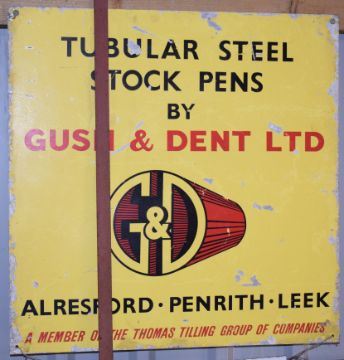 TUBULAR STEEL
STOCK PENS
BY
GUSH & DENT LTD
G&D
ALRESFORD · PENRITH · LEEK
A MEMBER OF THE THOMAS TILLING GROUP OF COMPANIES